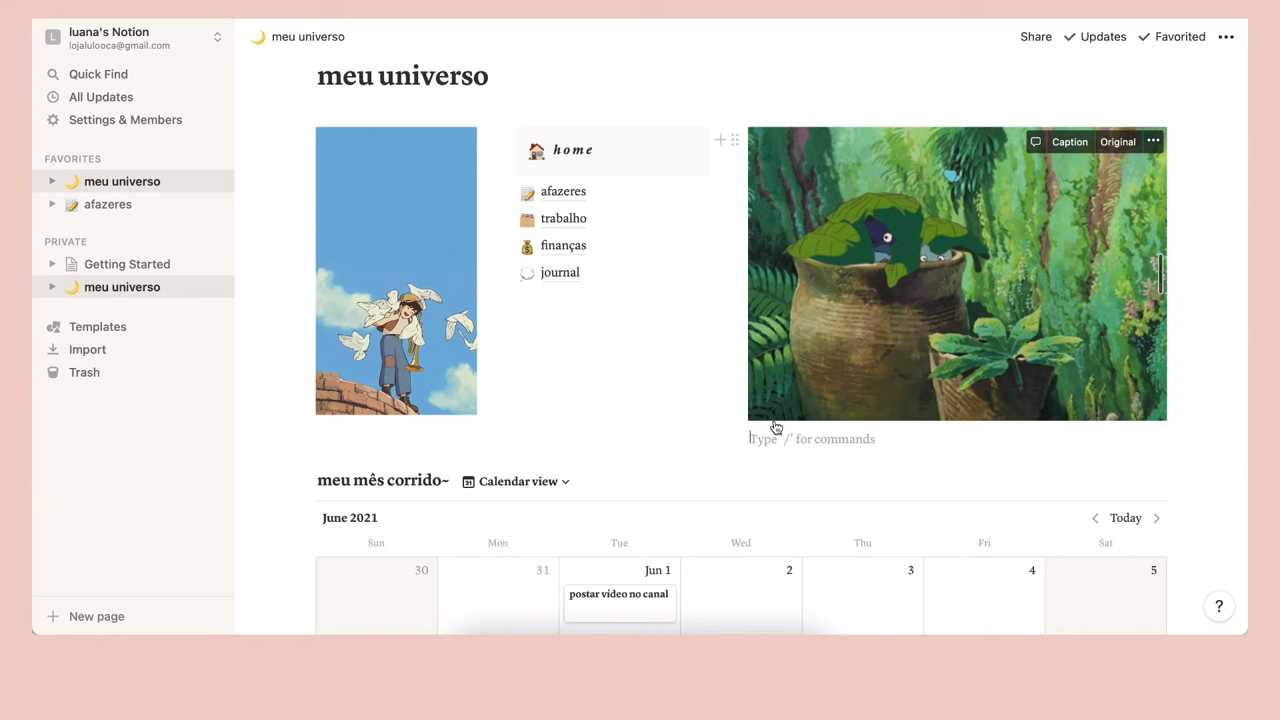 L
luana's Notion
lojalulooca@gmail.com
Quick Find
All Updates
Settings & Members
FAVORITES
meu universo
afazeres
PRIVATE
Getting Started
meu universo
Templates
Import
Trash
New page
meu universo
Share
Updates
Favorited
meu universo
home
afazeres
trabalho
finanças
journal
Caption
Original
Type '/' for commands
meu mês corrido~
31
Calendar view
June 2021
Today
Sun Mon Tue Wed Thu Fri Sat
30 31 Jun 1 2 3 4 5
postar vídeo no canal
?